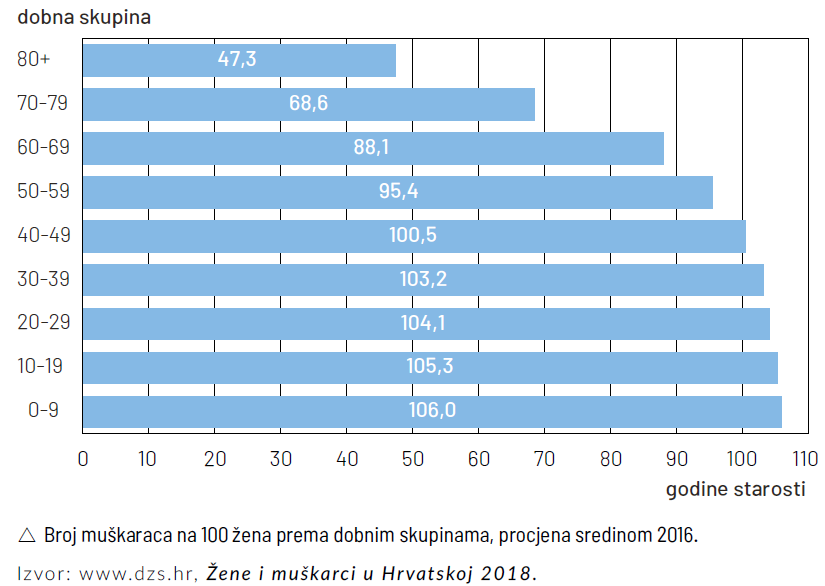 dobna skupina
80+ 47,3
70–79 68,6
60–69 88,1
50–59 95,4
40–49 100,5
30–39 103,2
20–29 104,1
10–19 105,3
0–9 106,0
0 10 20 30 40 50 60 70 80 90 100 110
godine starosti
△ Broj muškaraca na 100 žena prema dobnim skupinama, procjena sredinom 2016.
Izvor: www.dzs.hr, Žene i muškarci u Hrvatskoj 2018.